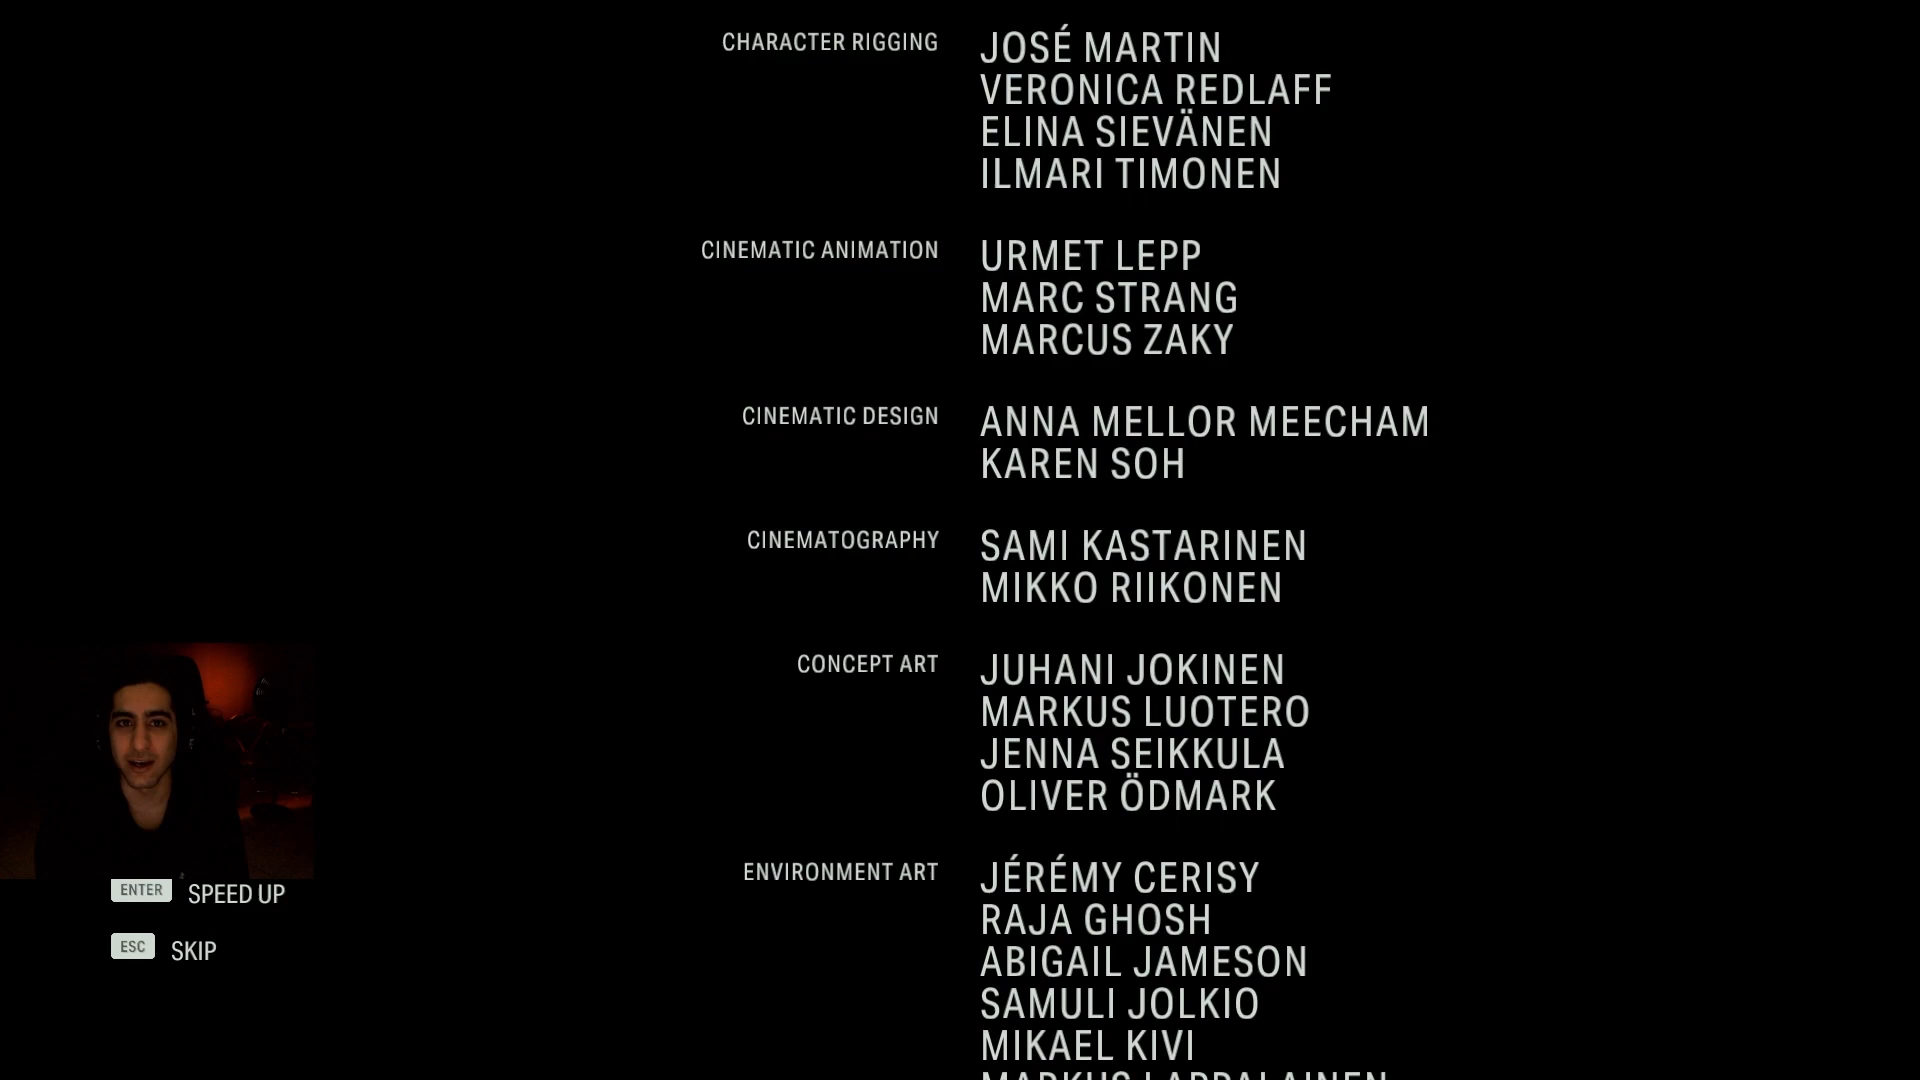 CHARACTER RIGGING JOSÉ MARTIN
VERONICA REDLAFF
ELINA SIEVÄNEN
ILMARI TIMONEN
CINEMATIC ANIMATION URMET LEPP
MARC STRANG
MARCUS ZAKY
CINEMATIC DESIGN ANNA MELLOR MEECHAM
KAREN SOH
CINEMATOGRAPHY SAMI KASTARINEN
MIKKO RIIKONEN
CONCEPT ART JUHANI JOKINEN
MARKUS LUOTERO
JENNA SEIKKULA
OLIVER ÖDMARK
ENVIRONMENT ART JÉRÉMY CERISY
RAJA GHOSH
ABIGAIL JAMESON
SAMULI JOLKIO
MIKAEL KIVI
ENTER SPEED UP
ESC SKIP